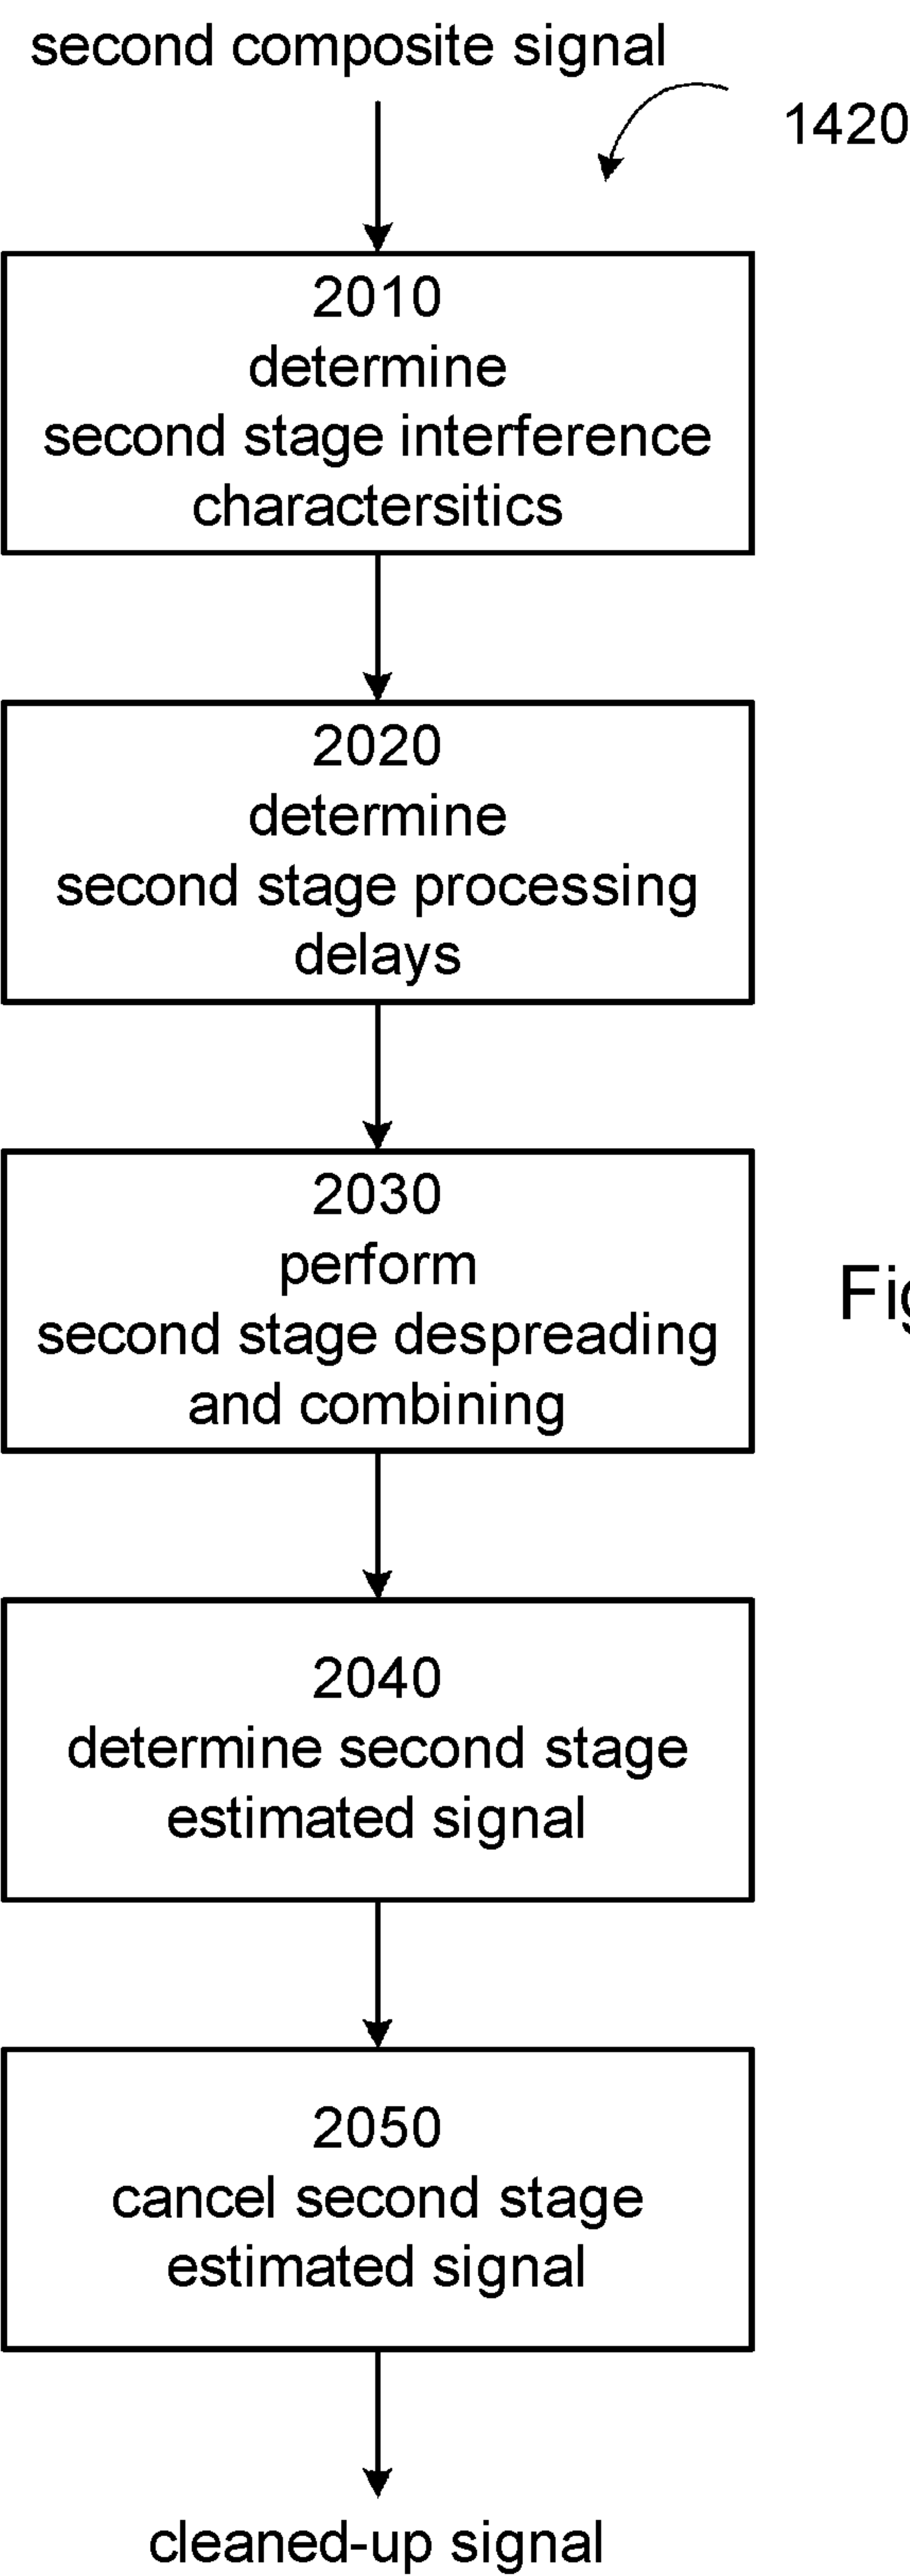 second composite signal
1420
2010
determine
second stage interference
charactersitics
2020
determine
second stage processing
delays
2030
perform
second stage despreading
and combining
2040
determine second stage
estimated signal
2050
cancel second stage
estimated signal
cleaned-up signal